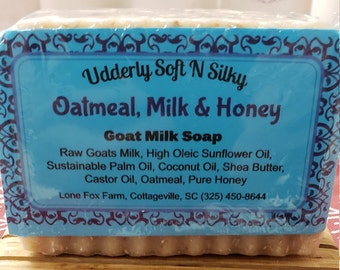 Udderly Soft N Silky
Oatmeal, Milk & Honey
Goat Milk Soap
Raw Goats Milk, High Oleic Sunflower Oil,
Sustainable Palm Oil, Coconut Oil, Shea Butter,
Castor Oil, Oatmeal, Pure Honey
Lone Fox Farm, Cottageville, SC (325) 450-8644